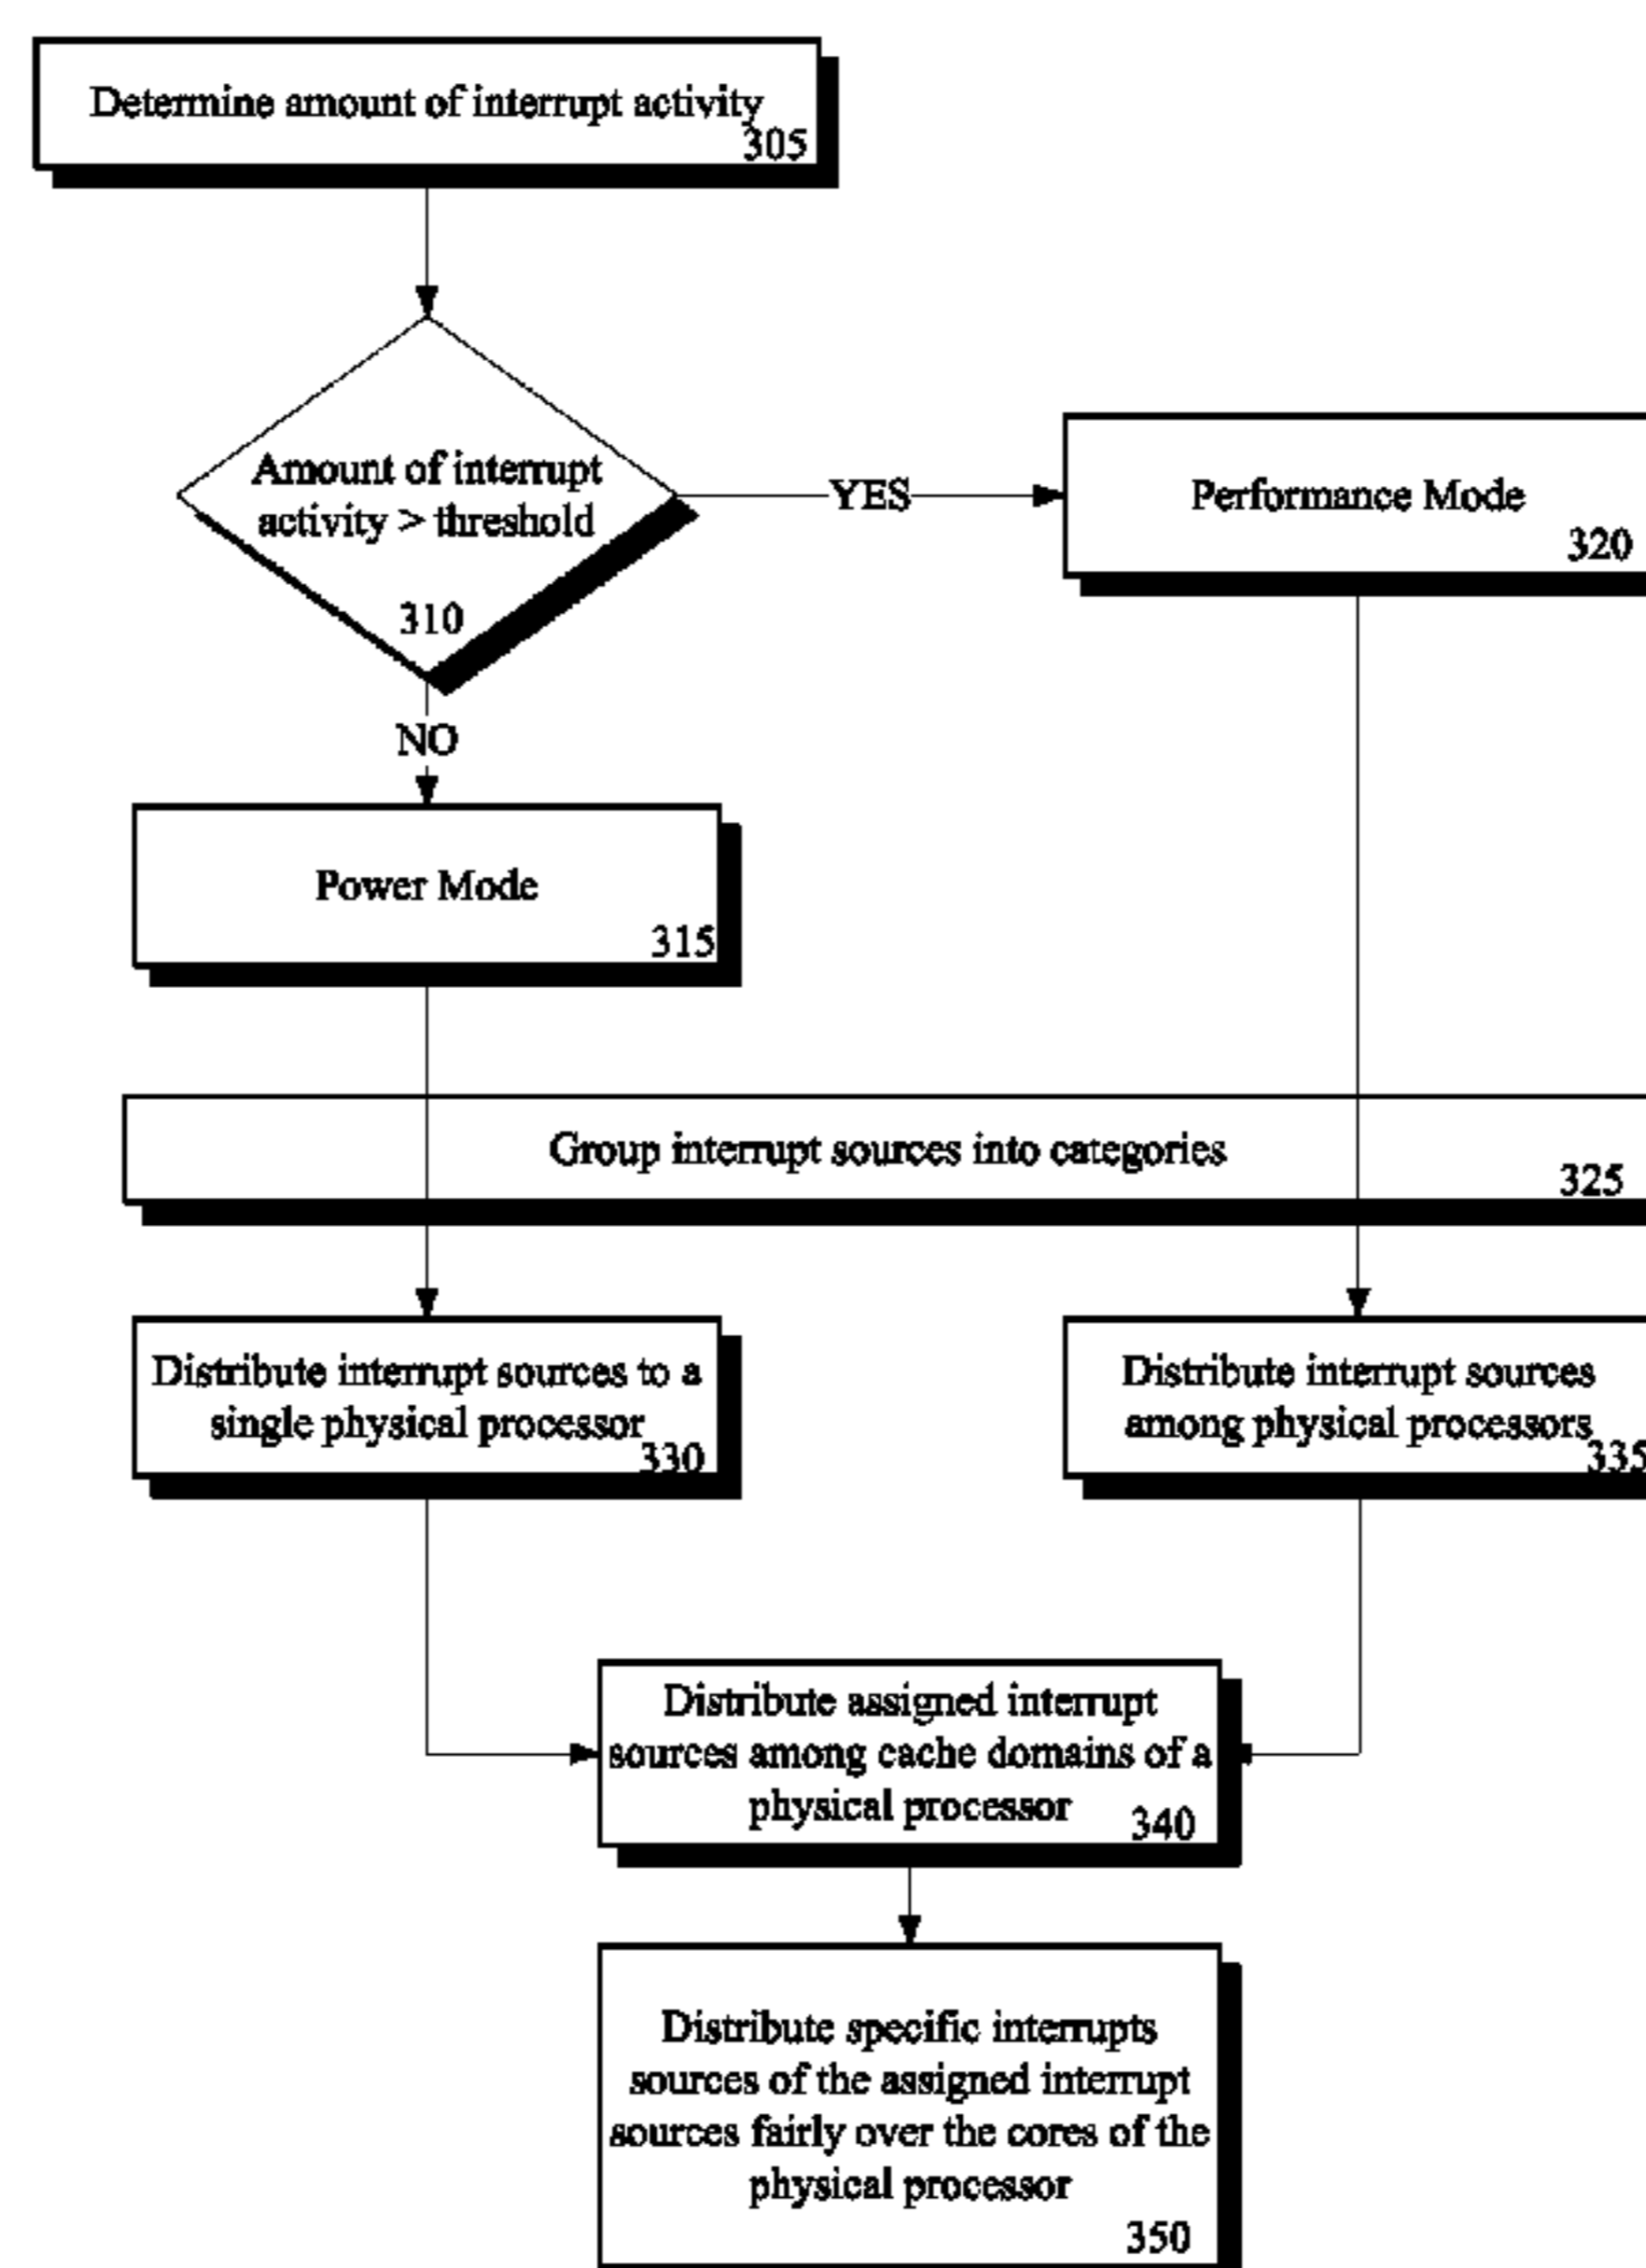 Determine amount of interrupt activity
305
Amount of interrupt
activity > threshold
310
YES
Performance Mode
320
NO
Power Mode
315
Group interrupt sources into categories
325
Distribute interrupt sources to a
single physical processor
330
Distribute interrupt sources
among physical processors
335
Distribute assigned interrupt
sources among cache domains of a
physical processor
340
Distribute specific interrupts
sources of the assigned interrupt
sources fairly over the cores of the
physical processor
350